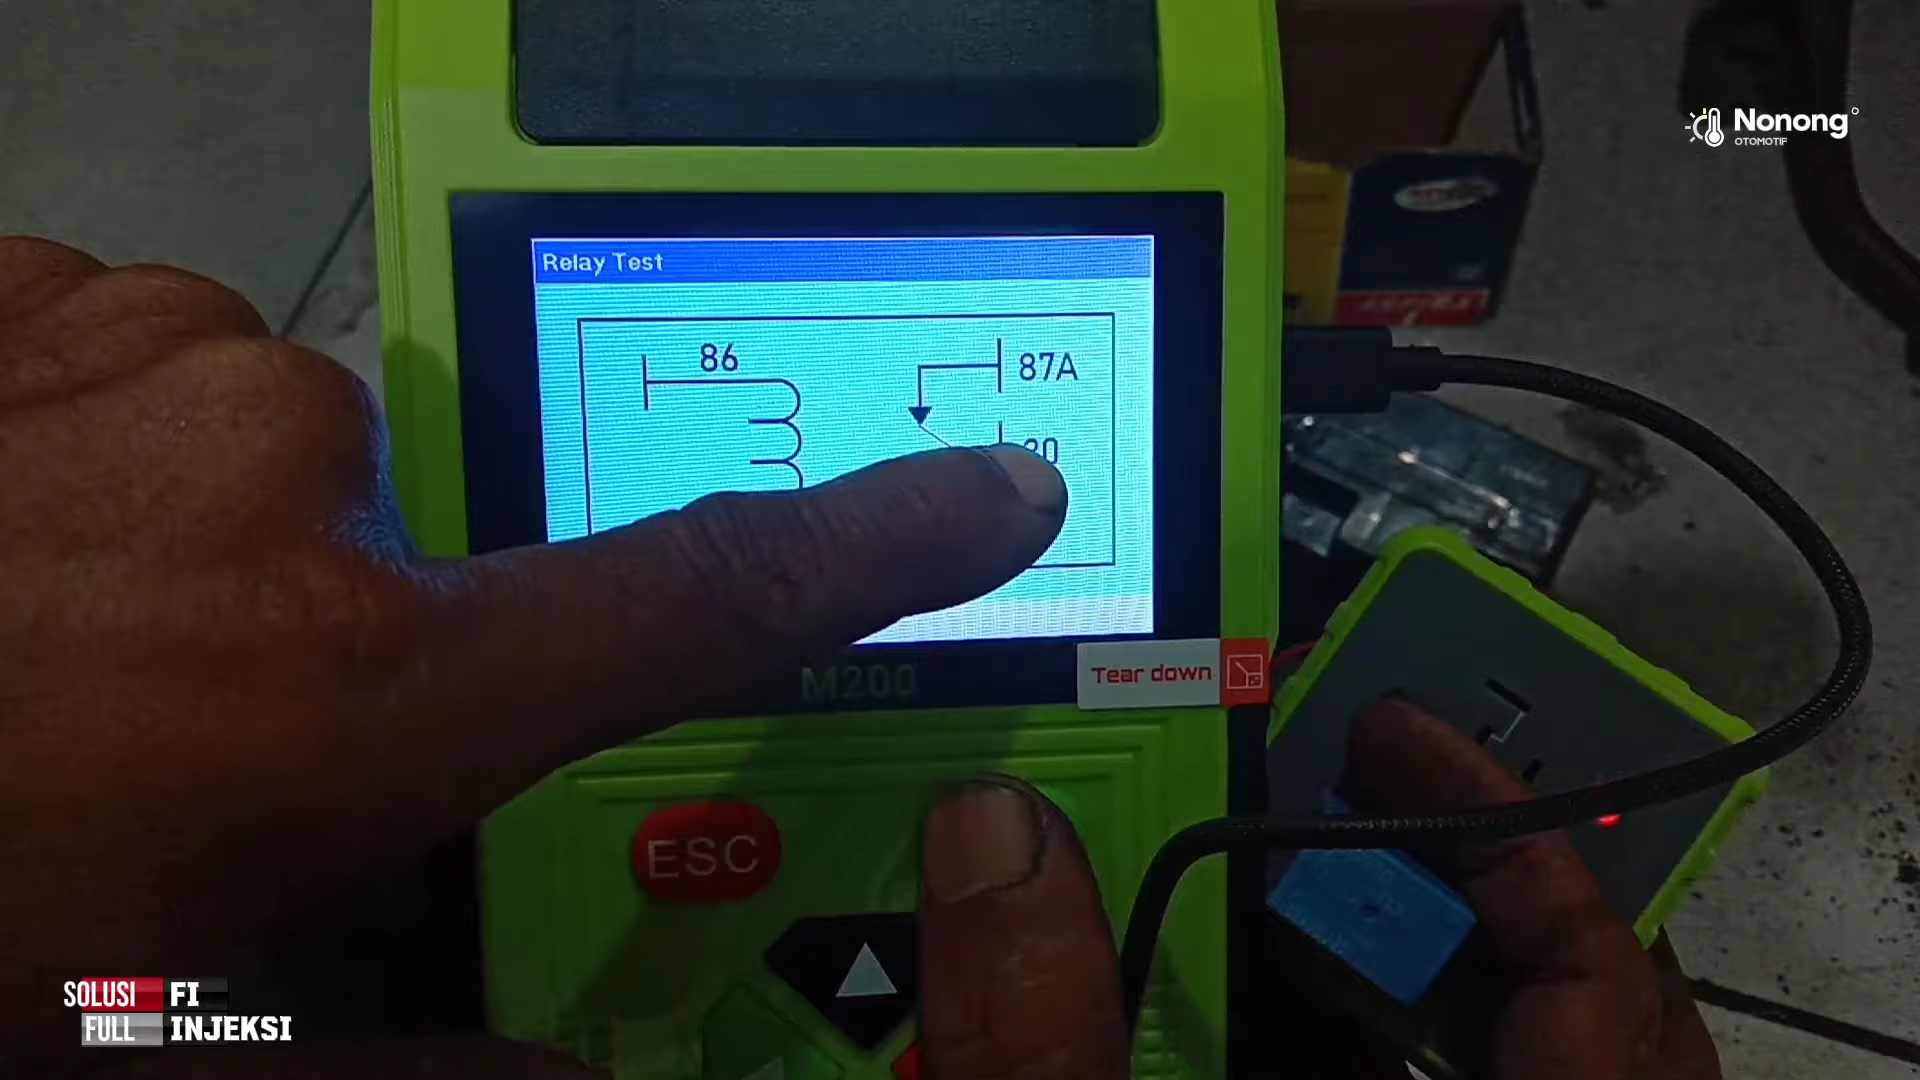 Nonong
OTOMOTIF
Relay Test
86
87A
M200
Tear down
ESC
SOLUSI FI
FULL INJEKSI